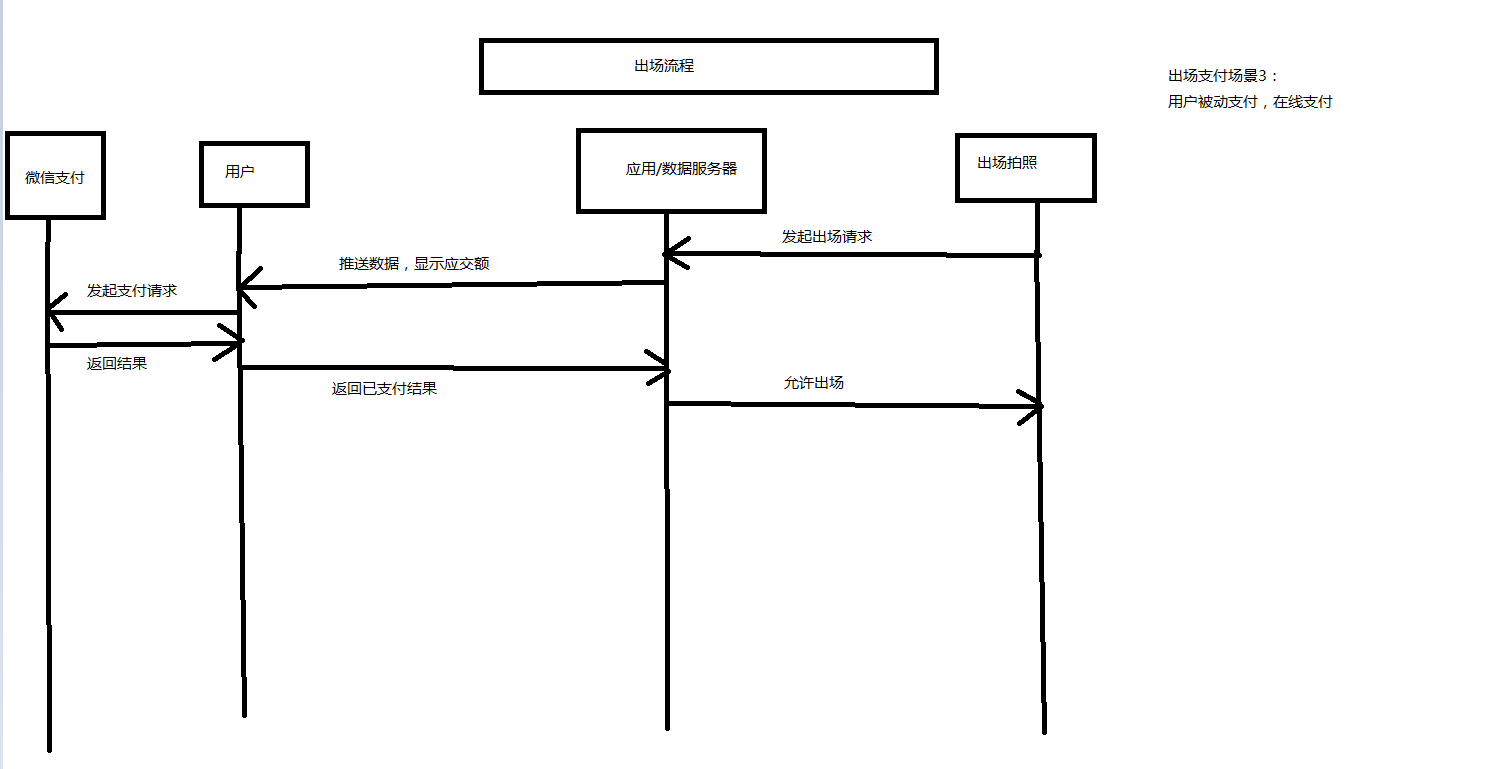 出场流程
出场支付场景3：
用户被动支付，在线支付
微信支付
用户
应用/数据服务器
出场拍照
发起出场请求
推送数据，显示应交额
发起支付请求
返回结果
返回已支付结果
允许出场